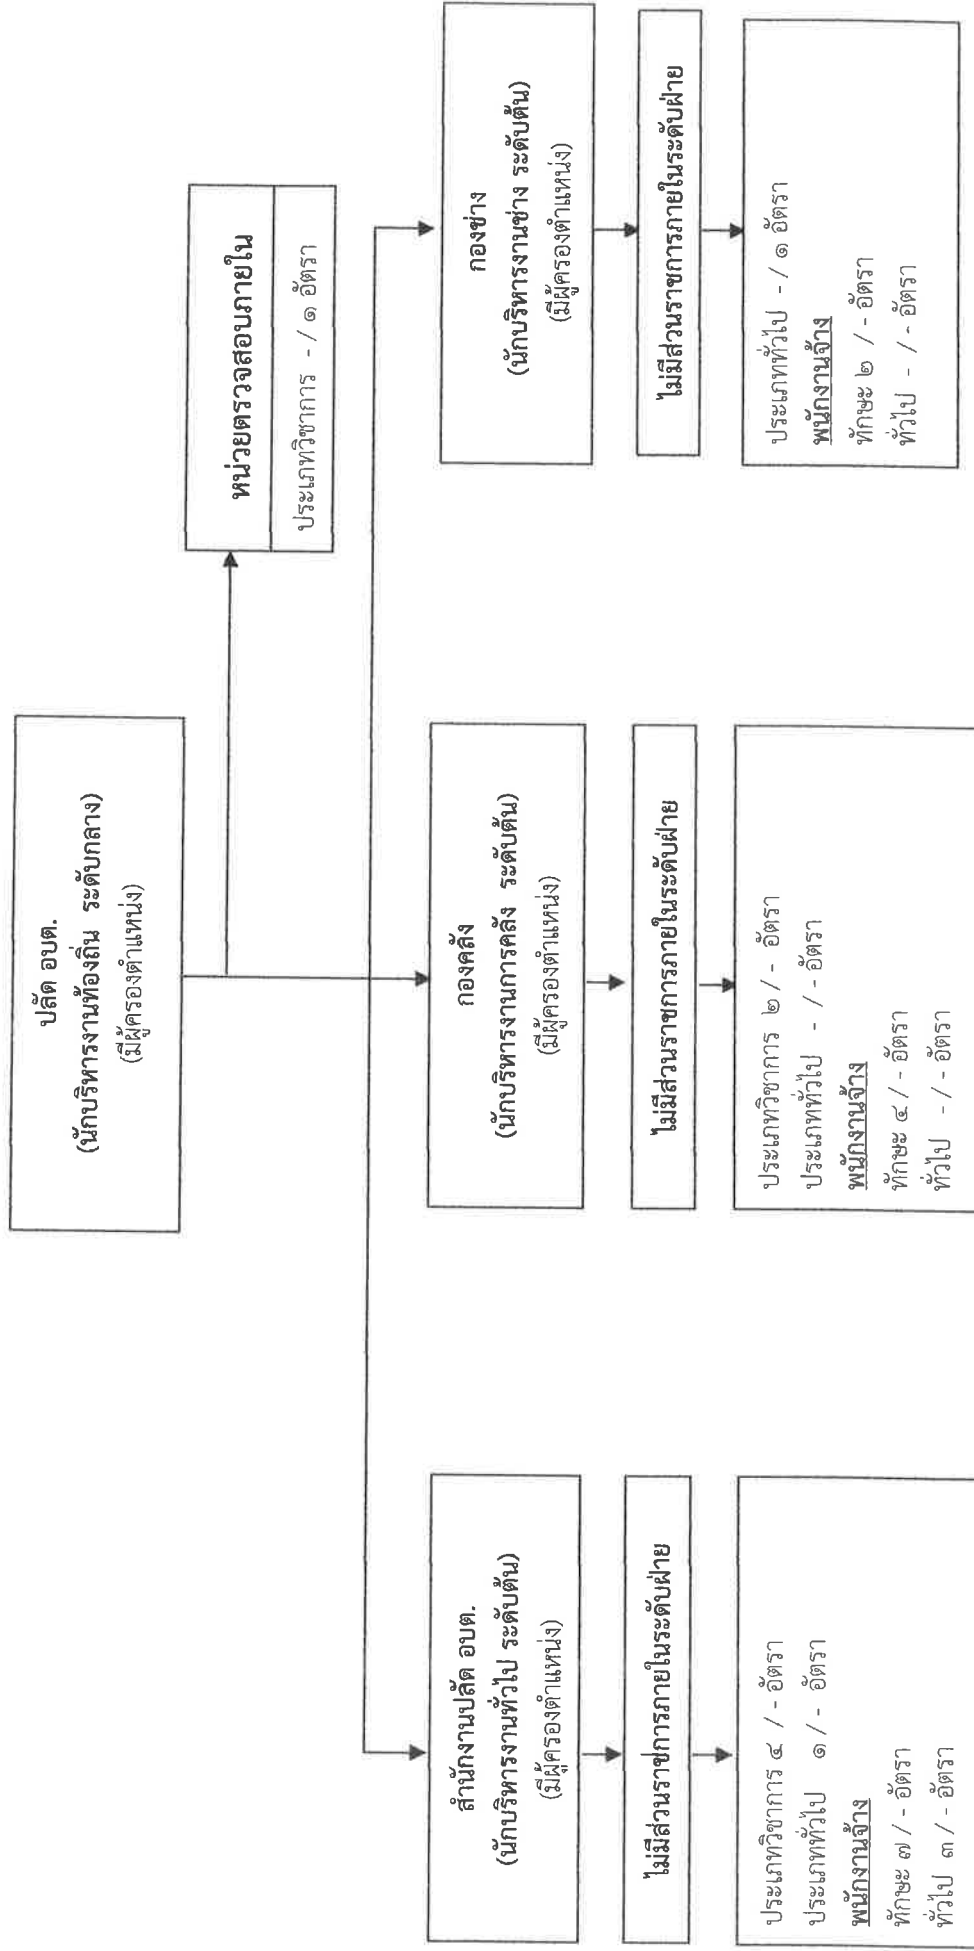 ปลัด อบต.
(นักบริหารงานท้องถิ่น ระดับกลาง)
(มีผู้ครองตำแหน่ง)
หน่วยตรวจสอบภายใน
ประเภทวิชาการ - / ๑ อัตรา
สำนักงานปลัด อบต.
(นักบริหารงานทั่วไป ระดับต้น)
(มีผู้ครองตำแหน่ง)
ไม่มีส่วนราชการภายในระดับฝ่าย
ประเภทวิชาการ ๔ / - อัตรา
ประเภททั่วไป ๑ / - อัตรา
พนักงานจ้าง
ทักษะ ๗ / - อัตรา
ทั่วไป ๓ / - อัตรา
กองคลัง
(นักบริหารงานการคลัง ระดับต้น)
(มีผู้ครองตำแหน่ง)
ไม่มีส่วนราชการภายในระดับฝ่าย
ประเภทวิชาการ ๒ / - อัตรา
ประเภททั่วไป - / - อัตรา
พนักงานจ้าง
ทักษะ ๔ / - อัตรา
ทั่วไป - / - อัตรา
กองช่าง
(นักบริหารงานช่าง ระดับต้น)
(มีผู้ครองตำแหน่ง)
ไม่มีส่วนราชการภายในระดับฝ่าย
ประเภททั่วไป - / ๑ อัตรา
พนักงานจ้าง
ทักษะ ๒ / - อัตรา
ทั่วไป - / - อัตรา